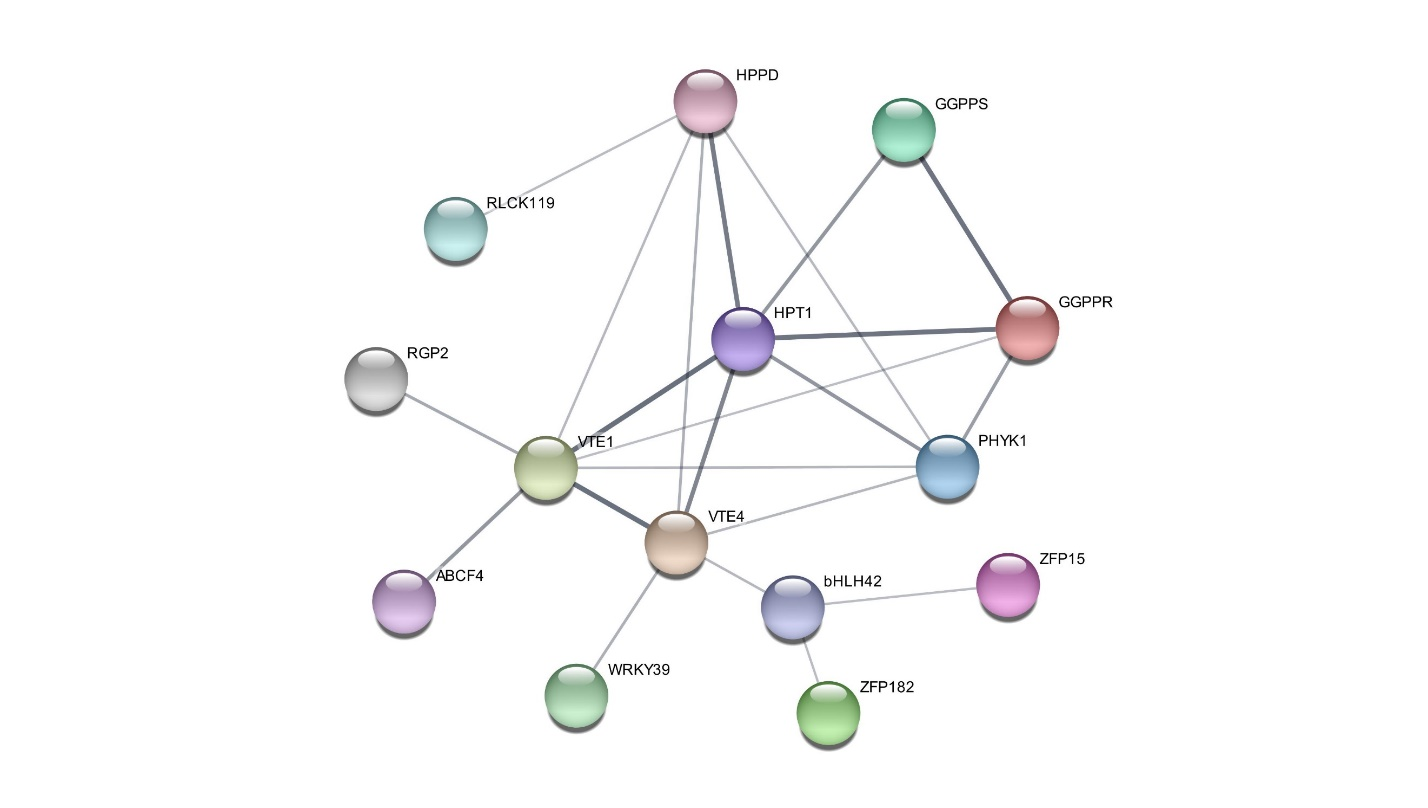 HPPD
GGPPS
RLCK119
GGPPR
HPT1
RGP2
VTE1
PHYK1
VTE4
ZFP15
ABCF4
bHLH42
WRKY39
ZFP182